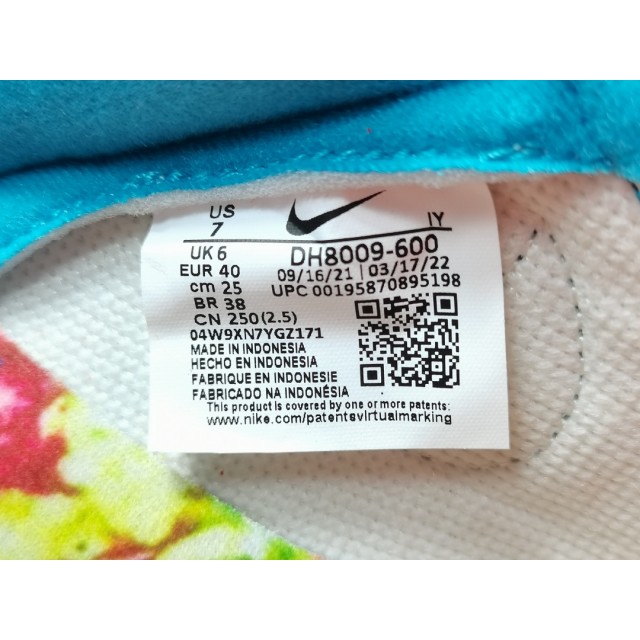 US
7
IY
UK 6
DH8009-600
EUR 40
09/16/21 | 03/17/22
cm 25
UPC 00195870895198
BR 38
CN 250(2.5)
04W9XN7YGZ171
MADE IN INDONESIA
HECHO EN INDONESIA
FABRIQUE EN INDONESIE
FABRICADO NA INDONÉSIA
This product is covered by one or more patents:
www.nike.com/patentsvirtualmarking